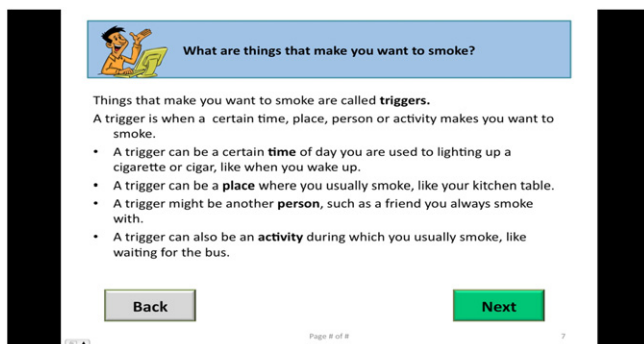 What are things that make you want to smoke?
Things that make you want to smoke are called triggers.
A trigger is when a certain time, place, person or activity makes you want to
smoke.
• A trigger can be a certain time of day you are used to lighting up a
cigarette or cigar, like when you wake up.
• A trigger can be a place where you usually smoke, like your kitchen table.
• A trigger might be another person, such as a friend you always smoke
with.
• A trigger can also be an activity during which you usually smoke, like
waiting for the bus.
Back
Next
Page # of #
7